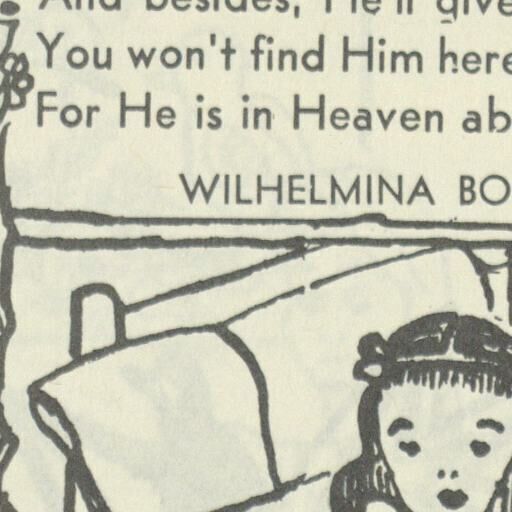 And besides, He'll give
You won't find Him here
For He is in Heaven ab
WILHELMINA BO